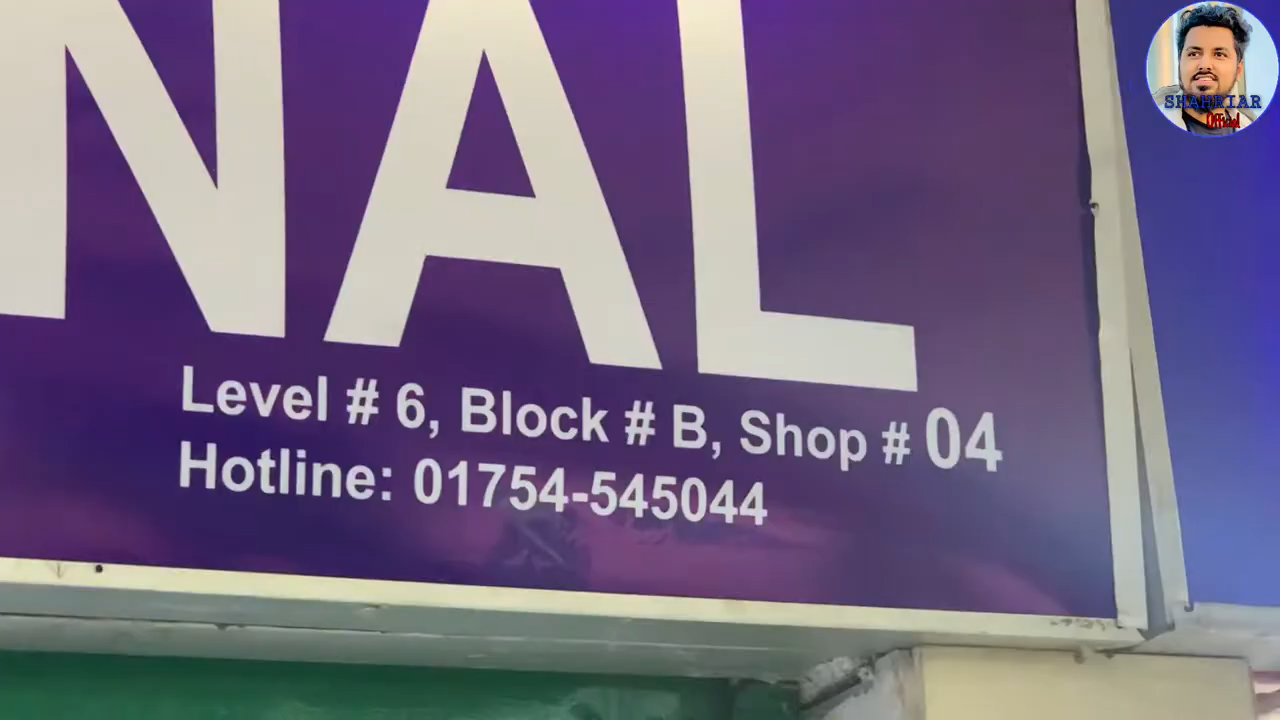 NAL
Level # 6, Block # B, Shop # 04
Hotline: 01754-545044
SHAHRIAR
Official